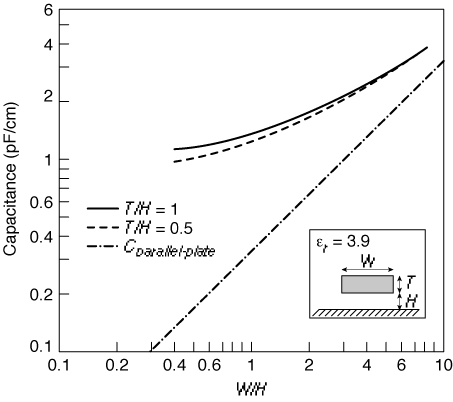 Capacitance (pF/cm)
6
4
2
1
0.6
0.4
0.2
0.1
T/H = 1
T/H = 0.5
Cparallel-plate
εr = 3.9
W
T
H
0.1
0.2
0.4
0.6
1
2
4
6
10
W/H